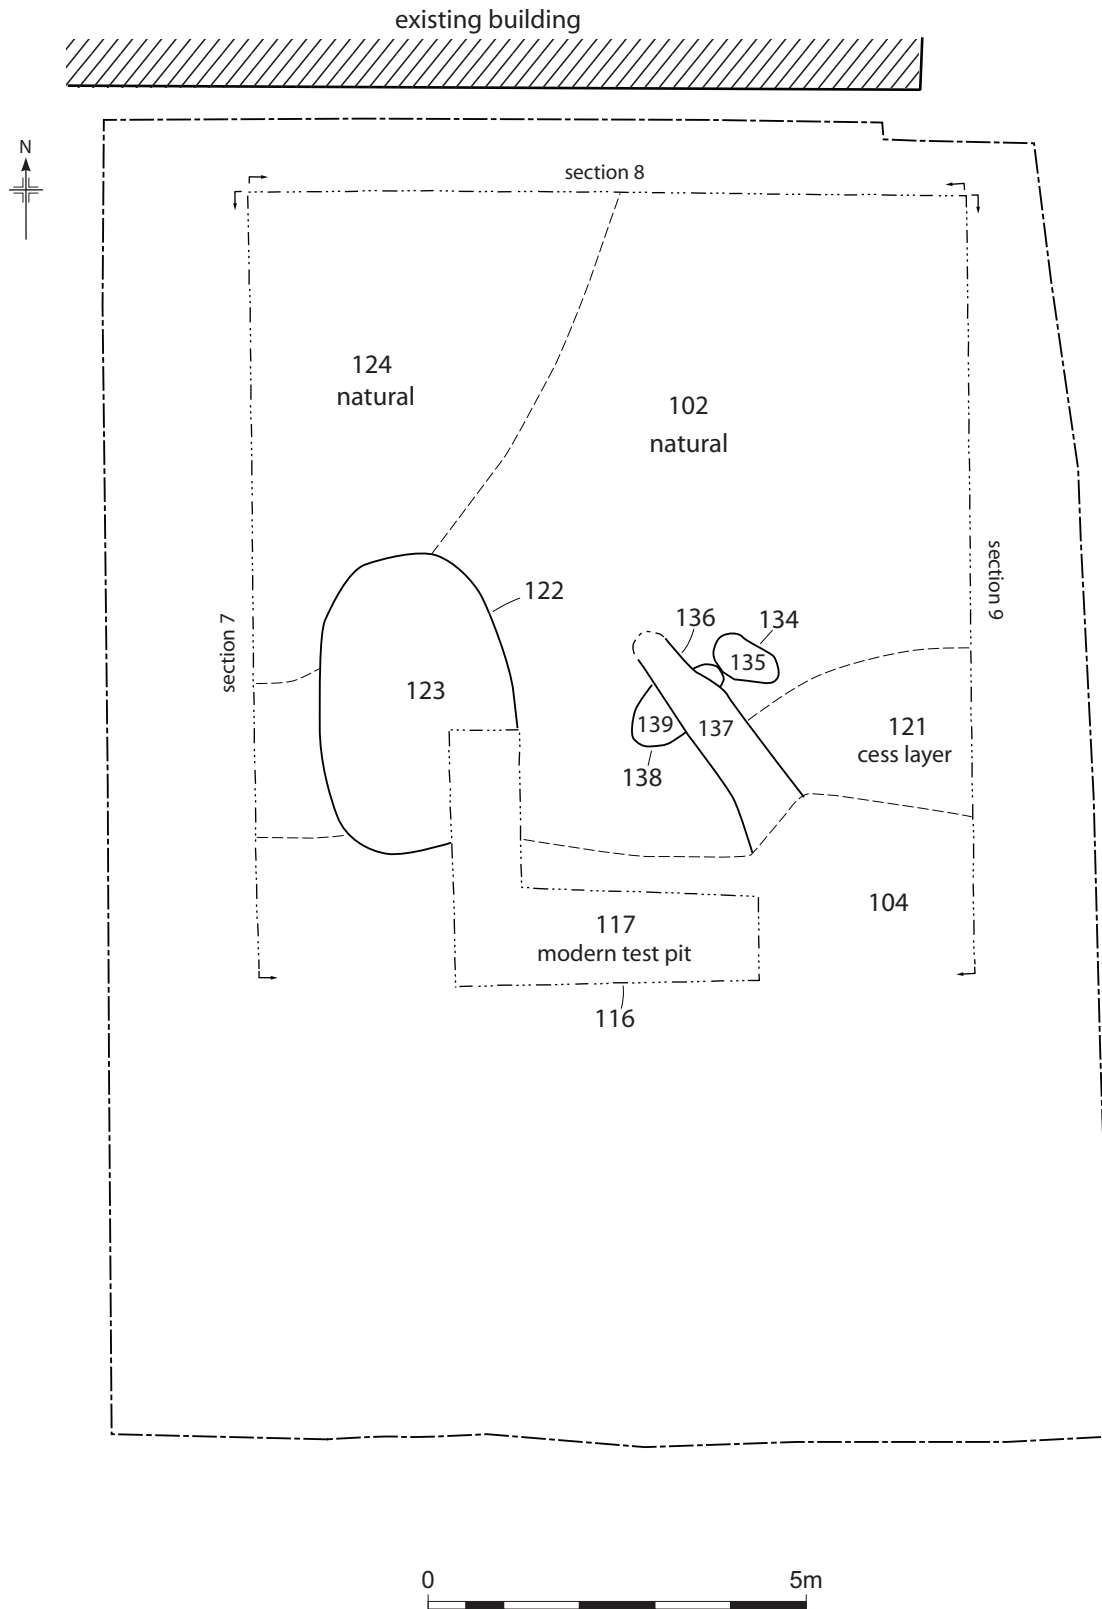 existing building
N
section 8
124
natural
102
natural
section 9
122
136
134
135
section 7
123
139
137
121
cess layer
138
104
117
modern test pit
116
0
5m